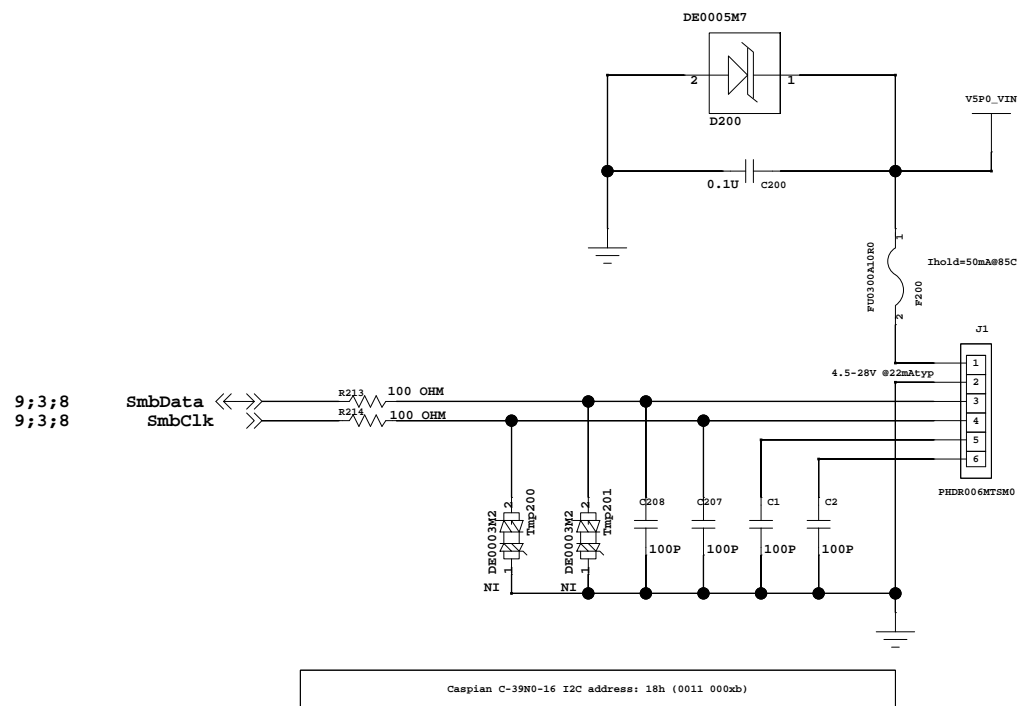 DE0005M7
2
1
D200
V5P0_VIN
0.1U
C200
1
FU0300A10R0
F200
2
Ihold=50mA@85C
J1
4.5-28V @22mAtyp
1
2
3
4
5
6
PHDR006MTSM0
9;3;8 SmbData R213 100 OHM
9;3;8 SmbClk R214 100 OHM
DE0003M2
2
1
Tmp200
NI
DE0003M2
2
1
Tmp201
NI
C208
100P
C207
100P
C1
100P
C2
100P
Caspian C-39N0-16 I2C address: 18h (0011 000xb)